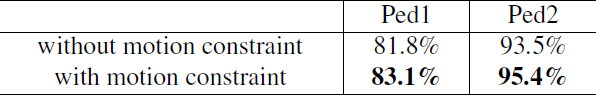 Ped1 Ped2
without motion constraint 81.8% 93.5%
with motion constraint 83.1% 95.4%